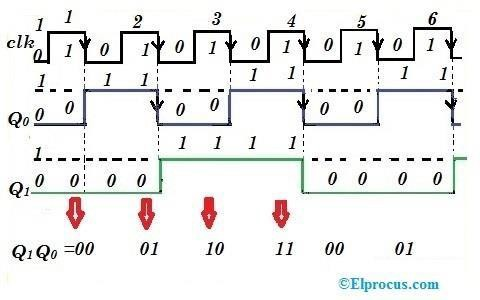 1 1 2 3 4 5 6
clk 0 1 0 1 0 1 0 1 0 1 0 1
1 1 1 1 1 1 1
Q0 0 0 0 0 0 0
1 1 1 1 1
Q1 0 0 0 0 0 0 0 0
Q1Q0 =00 01 10 11 00 01
©Elprocus.com